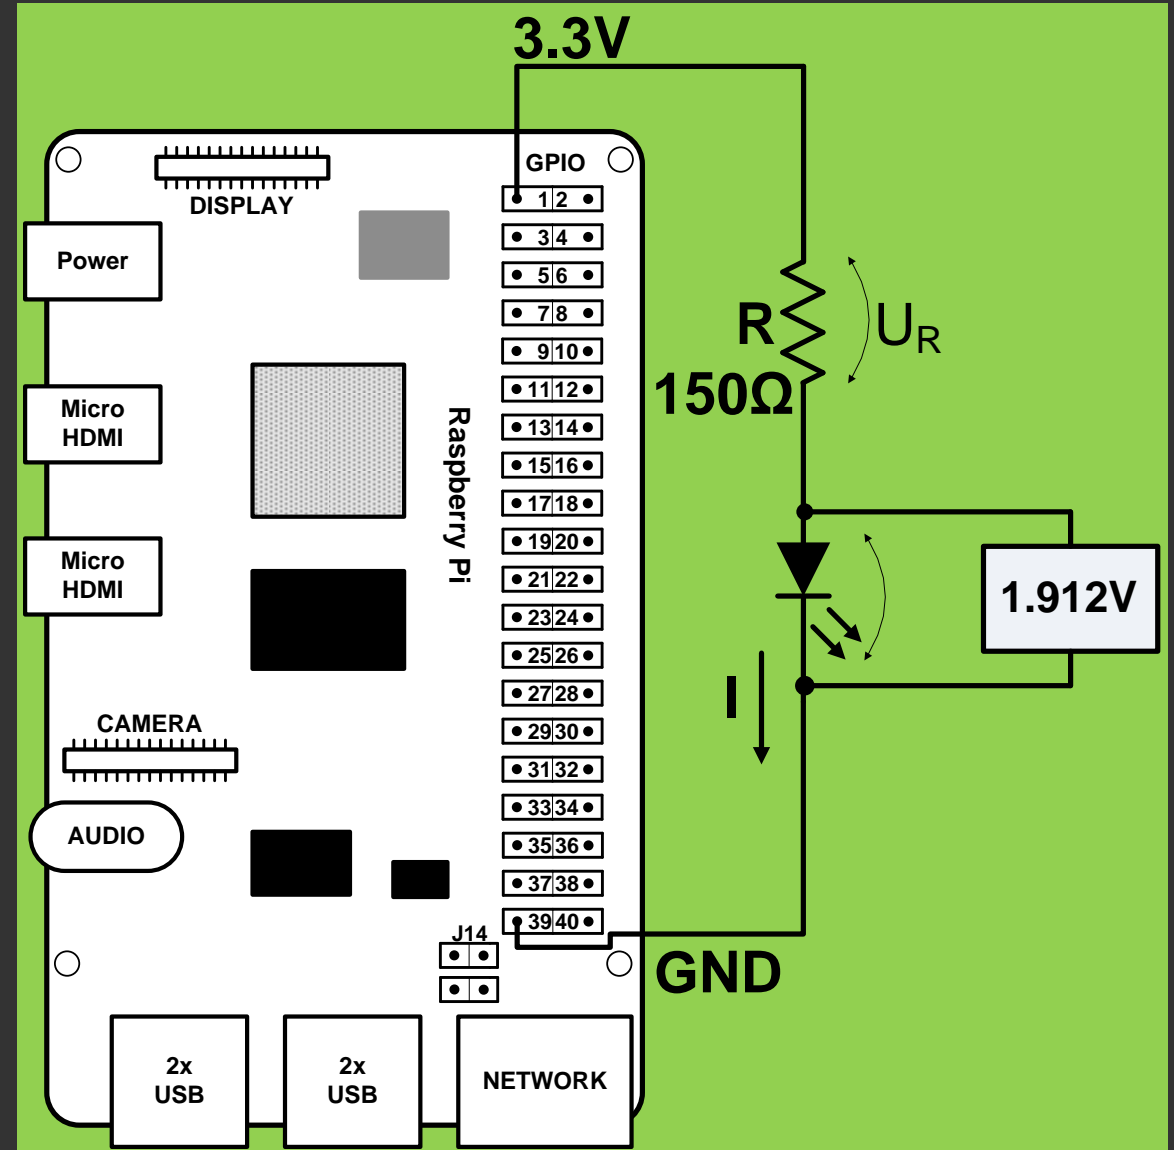 3.3V
GPIO
DISPLAY
1 2
3 4
Power
5 6
7 8
R
U_R
9 10
150Ω
11 12
Micro
HDMI
13 14
Raspberry Pi
15 16
17 18
19 20
Micro
HDMI
21 22
1.912V
23 24
25 26
27 28
I
CAMERA
29 30
31 32
33 34
AUDIO
35 36
37 38
39 40
J14
GND
2x
USB
2x
USB
NETWORK